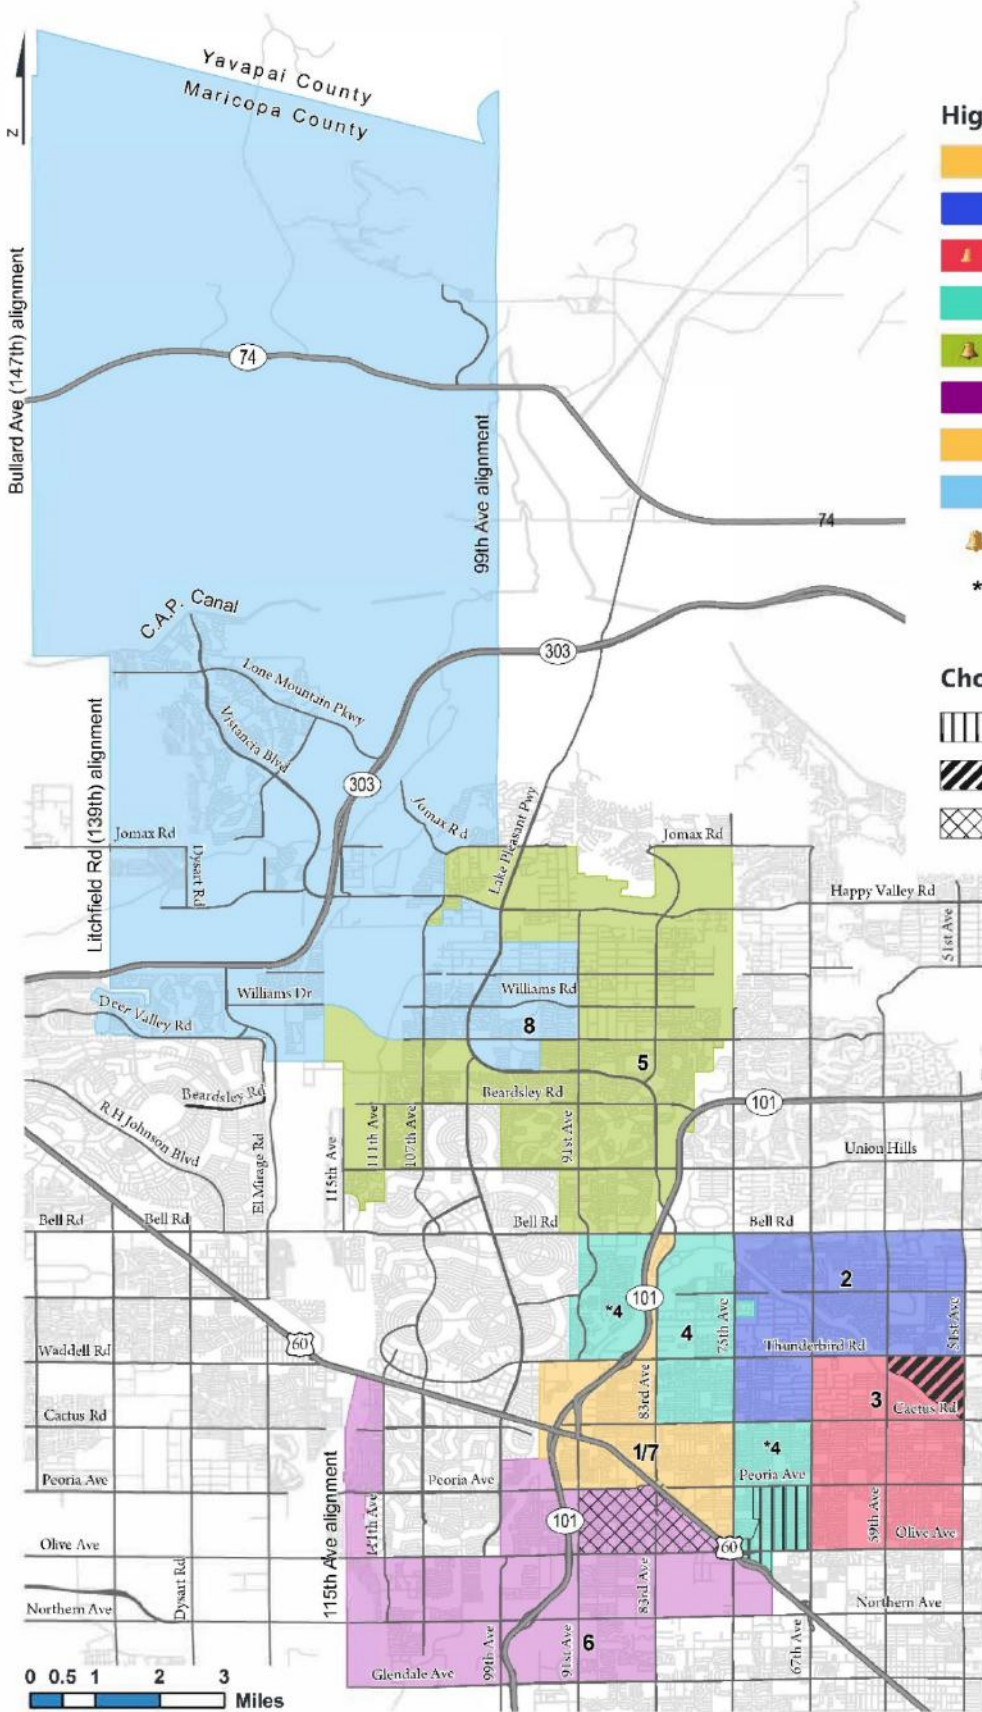 Yavapai County
Maricopa County
Hig
N
Bullard Ave (147th) alignment
74
99th Ave alignment
74
*
C.A.P. Canal
303
Lone Mountain Pkwy
Vistancia Blvd
Cho
Litchfield Rd (139th) alignment
303
Jomax Rd
Jomax Rd
Lake Pleasant Pwy
Jomax Rd
Dysart Rd
Happy Valley Rd
51st Ave
Williams Dr
Williams Rd
Deer Valley Rd
8
5
Beardsley Rd
Beardsley Rd
101
R H Johnson Blvd
El Mirage Rd
115th Ave
111th Ave
107th Ave
91st Ave
Union Hills
Bell Rd
Bell Rd
Bell Rd
Bell Rd
2
*4
101
4
75th Ave
51st Ave
60
Waddell Rd
Thunderbird Rd
83rd Ave
3
Cactus Rd
Cactus Rd
1/7
*4
Peoria Ave
Peoria Ave
Peoria Ave
115th Ave alignment
111th Ave
101
59th Ave
Olive Ave
Olive Ave
60
Dysart Rd
83rd Ave
Northern Ave
Northern Ave
99th Ave
91st Ave
6
67th Ave
Glendale Ave
0 0.5 1 2 3
Miles